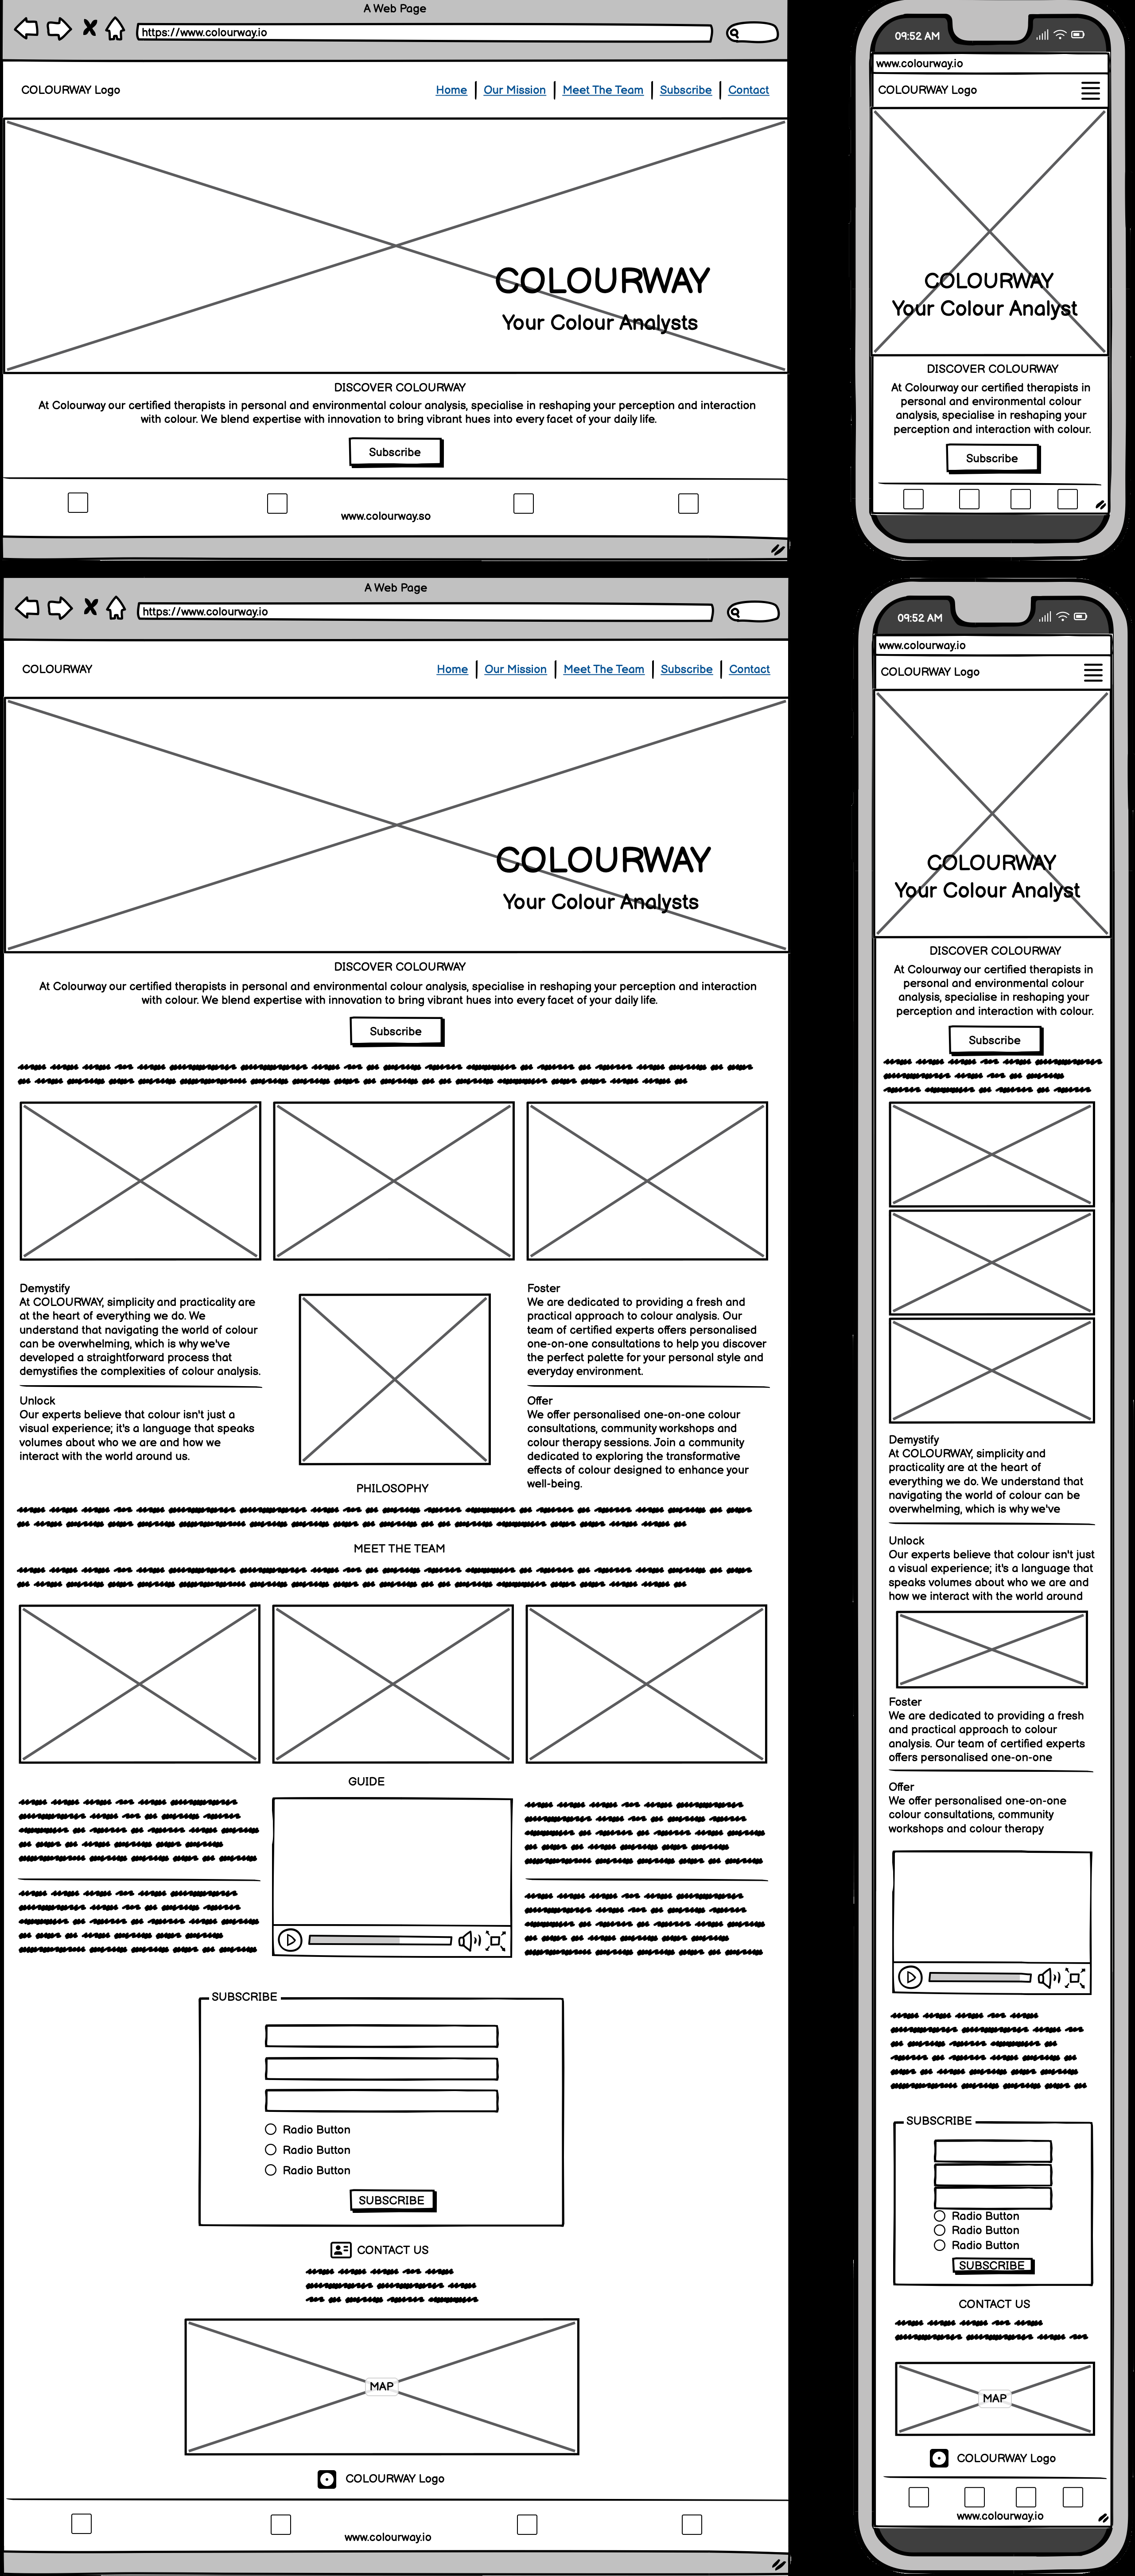 A Web Page
https://www.colourway.io
COLOURWAY Logo
Home | Our Mission | Meet The Team | Subscribe | Contact
COLOURWAY
Your Colour Analysts
DISCOVER COLOURWAY
At Colourway our certified therapists in personal and environmental colour analysis, specialise in reshaping your perception and interaction
with colour. We blend expertise with innovation to bring vibrant hues into every facet of your daily life.
Subscribe
www.colourway.so
09:52 AM
www.colourway.io
COLOURWAY Logo
COLOURWAY
Your Colour Analyst
DISCOVER COLOURWAY
At Colourway our certified therapists in
personal and environmental colour
analysis, specialise in reshaping your
perception and interaction with colour.
Subscribe
A Web Page
https://www.colourway.io
COLOURWAY
Home | Our Mission | Meet The Team | Subscribe | Contact
COLOURWAY
Your Colour Analysts
DISCOVER COLOURWAY
At Colourway our certified therapists in personal and environmental colour analysis, specialise in reshaping your perception and interaction
with colour. We blend expertise with innovation to bring vibrant hues into every facet of your daily life.
Subscribe
Demystify
At COLOURWAY, simplicity and practicality are
at the heart of everything we do. We
understand that navigating the world of colour
can be overwhelming, which is why we've
developed a straightforward process that
demystifies the complexities of colour analysis.
Unlock
Our experts believe that colour isn't just a
visual experience; it's a language that speaks
volumes about who we are and how we
interact with the world around us.
Foster
We are dedicated to providing a fresh and
practical approach to colour analysis. Our
team of certified experts offers personalised
one-on-one consultations to help you discover
the perfect palette for your personal style and
everyday environment.
Offer
We offer personalised one-on-one colour
consultations, community workshops and
colour therapy sessions. Join a community
dedicated to exploring the transformative
effects of colour designed to enhance your
well-being.
PHILOSOPHY
MEET THE TEAM
GUIDE
SUBSCRIBE
Radio Button
Radio Button
Radio Button
SUBSCRIBE
CONTACT US
MAP
COLOURWAY Logo
www.colourway.io
09:52 AM
www.colourway.io
COLOURWAY Logo
COLOURWAY
Your Colour Analyst
DISCOVER COLOURWAY
At Colourway our certified therapists in
personal and environmental colour
analysis, specialise in reshaping your
perception and interaction with colour.
Subscribe
Demystify
At COLOURWAY, simplicity and
practicality are at the heart of
everything we do. We understand that
navigating the world of colour can be
overwhelming, which is why we've
Unlock
Our experts believe that colour isn't just
a visual experience; it's a language that
speaks volumes about who we are and
how we interact with the world around
Foster
We are dedicated to providing a fresh
and practical approach to colour
analysis. Our team of certified experts
offers personalised one-on-one
Offer
We offer personalised one-on-one
colour consultations, community
workshops and colour therapy
SUBSCRIBE
Radio Button
Radio Button
Radio Button
SUBSCRIBE
CONTACT US
MAP
COLOURWAY Logo
www.colourway.io